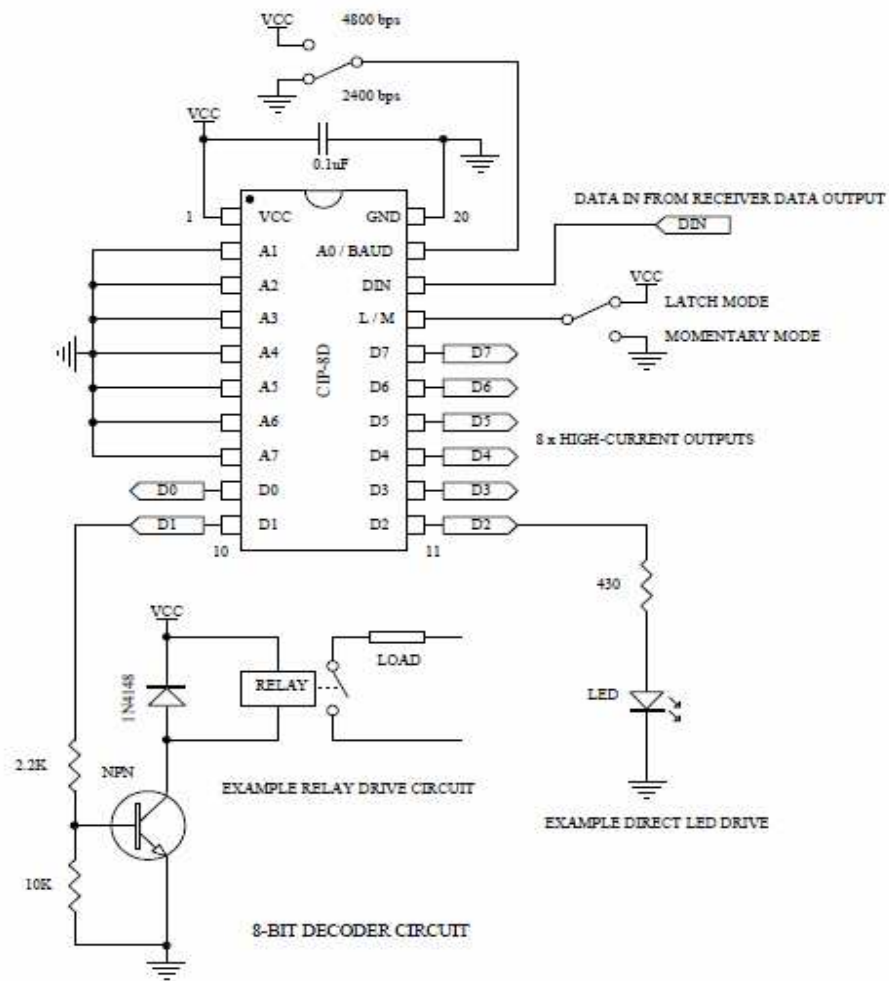 VCC
4800 bps
2400 bps
VCC
0.1uF
1
VCC
GND
20
DATA IN FROM RECEIVER DATA OUTPUT
DIN
A1
A0 / BAUD
A2
DIN
VCC
LATCH MODE
A3
L / M
MOMENTARY MODE
A4
D7
D7
CIP-8D
A5
D6
D6
A6
D5
D5
8 x HIGH-CURRENT OUTPUTS
A7
D4
D4
D0
D0
D3
D3
D1
D1
D2
D2
10
11
430
VCC
LOAD
1N4148
RELAY
LED
2.2K
NPN
EXAMPLE RELAY DRIVE CIRCUIT
EXAMPLE DIRECT LED DRIVE
10K
8-BIT DECODER CIRCUIT